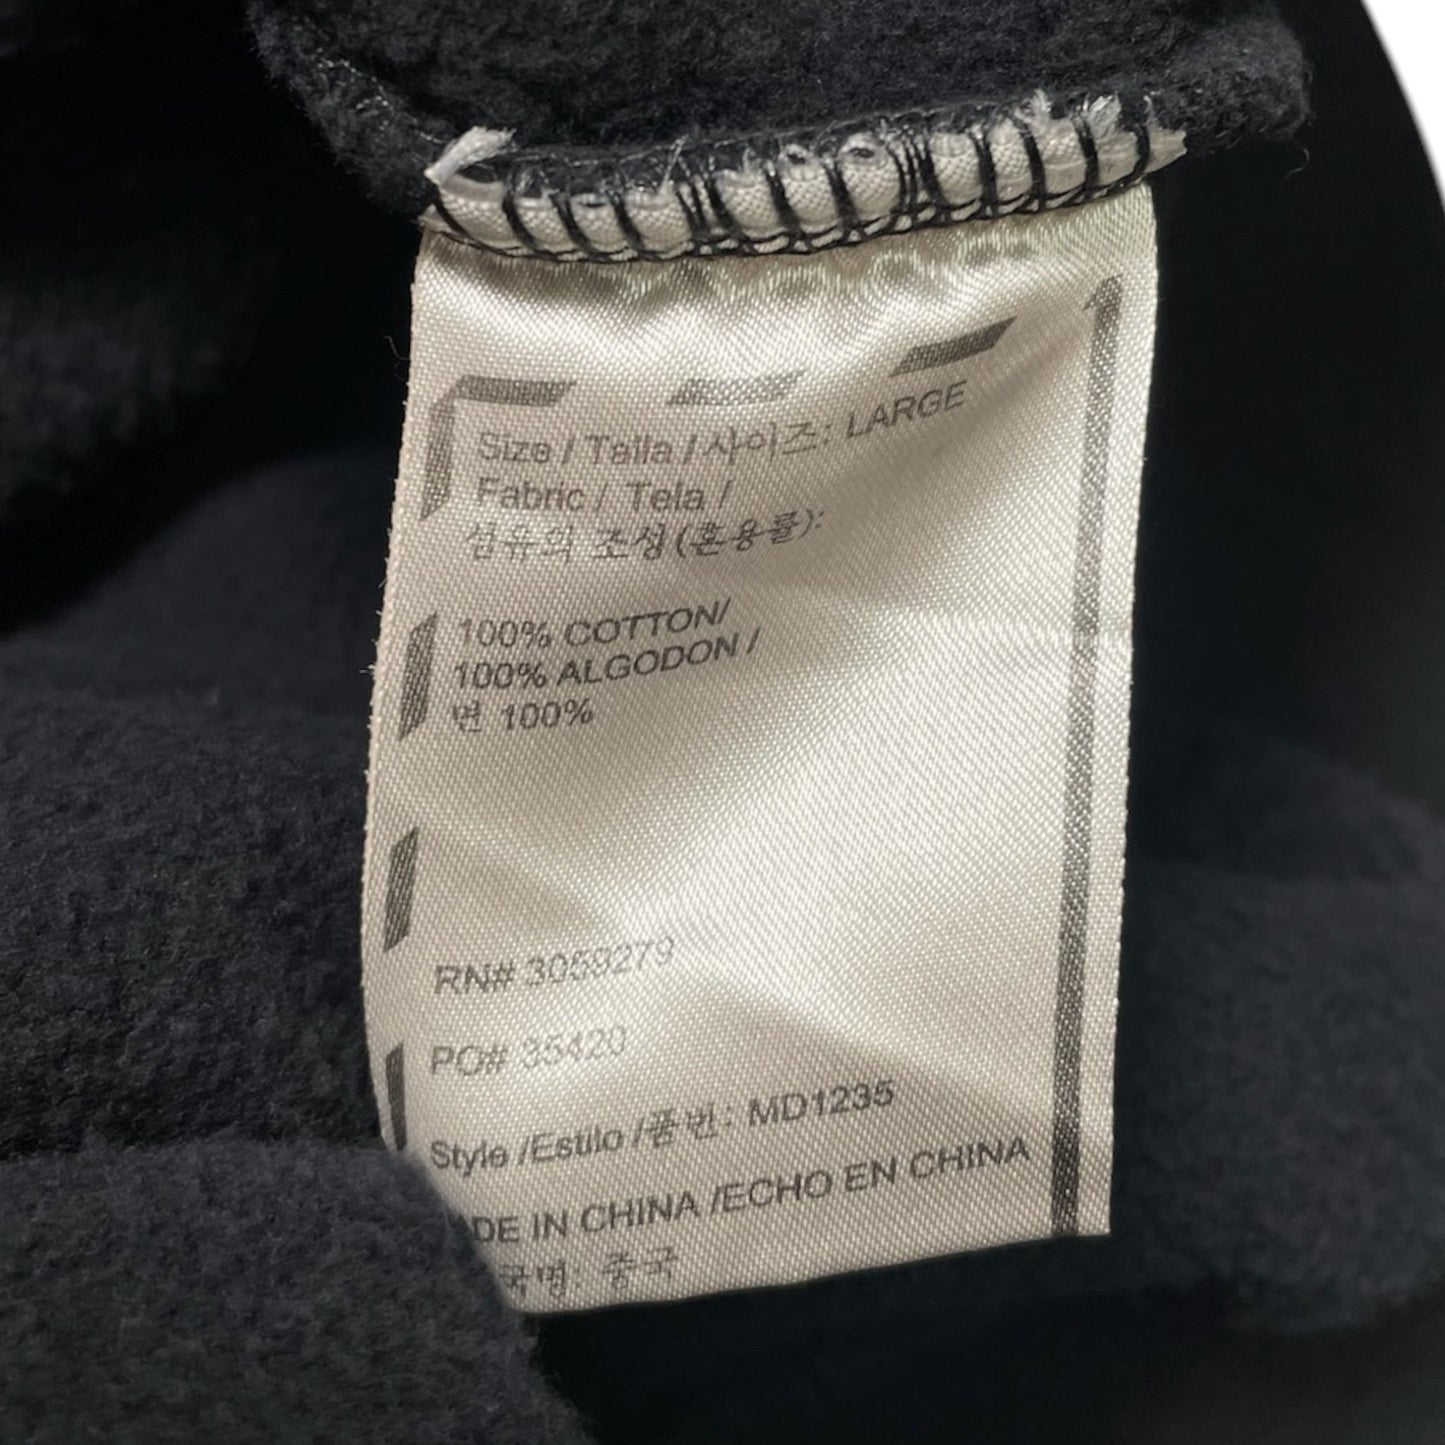 Size / Talla / 사이즈: LARGE
Fabric / Tela /
섬유의 조성(혼용률):
100% COTTON/
100% ALGODON /
면 100%
RN# 3059279
PO# 35420
Style /Estilo /품번: MD1235
ADE IN CHINA /ECHO EN CHINA
국명: 중국